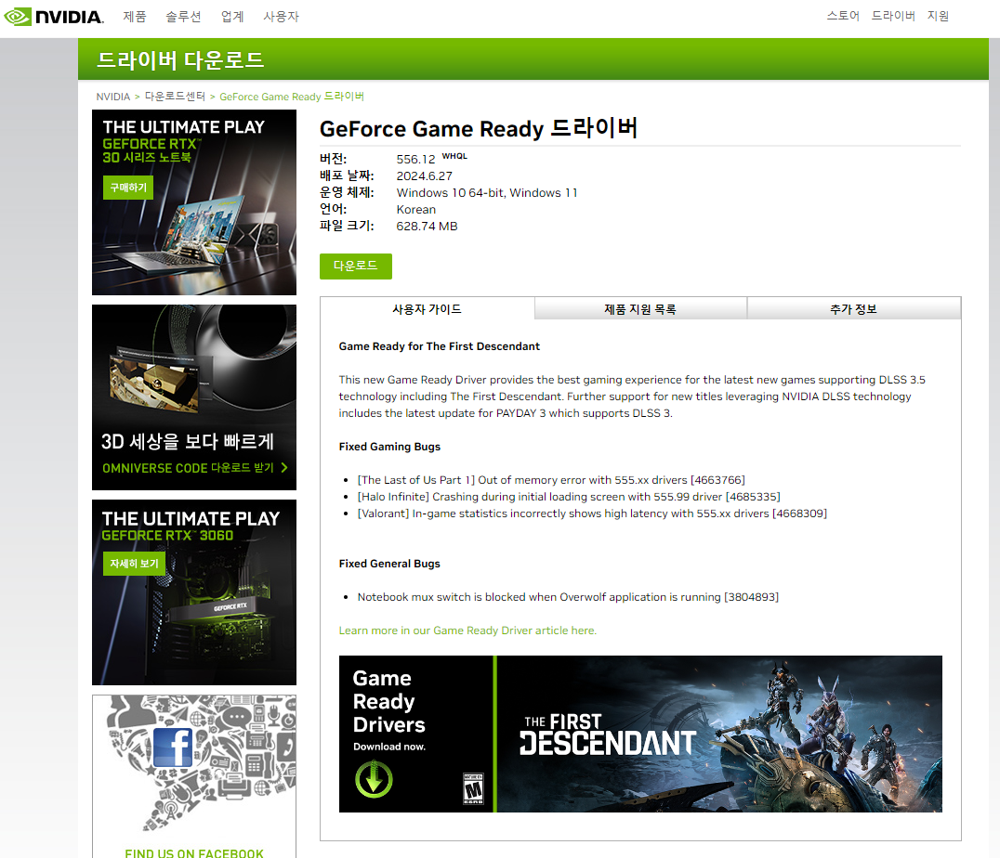 NVIDIA.
제품 솔루션 업계 사용자
스토어 드라이버 지원
드라이버 다운로드
NVIDIA > 다운로드센터 > GeForce Game Ready 드라이버
THE ULTIMATE PLAY
GEFORCE RTX™
3D 시리즈 노트북
구매하기
3D 세상을 보다 빠르게
OMNIVERSE CODE 다운로드 받기 >
THE ULTIMATE PLAY
GEFORCE RTX™ 3060
자세히 보기
GEFORCE RTX
f
FIND US ON FACEBOOK
GeForce Game Ready 드라이버
버전: 556.12 WHQL
배포 날짜: 2024.6.27
운영 체제: Windows 10 64-bit, Windows 11
언어: Korean
파일 크기: 628.74 MB
다운로드
사용자 가이드 제품 지원 목록 추가 정보
Game Ready for The First Descendant
This new Game Ready Driver provides the best gaming experience for the latest new games supporting DLSS 3.5
technology including The First Descendant. Further support for new titles leveraging NVIDIA DLSS technology
includes the latest update for PAYDAY 3 which supports DLSS 3.
Fixed Gaming Bugs
• [The Last of Us Part 1] Out of memory error with 555.xx drivers [4663766]
• [Halo Infinite] Crashing during initial loading screen with 555.99 driver [4685335]
• [Valorant] In-game statistics incorrectly shows high latency with 555.xx drivers [4668309]
Fixed General Bugs
• Notebook mux switch is blocked when Overwolf application is running [3804893]
Learn more in our Game Ready Driver article here.
Game
Ready
Drivers
Download now.
MATURE 17+
M
ESRB
THE FIRST
DESCENDANT